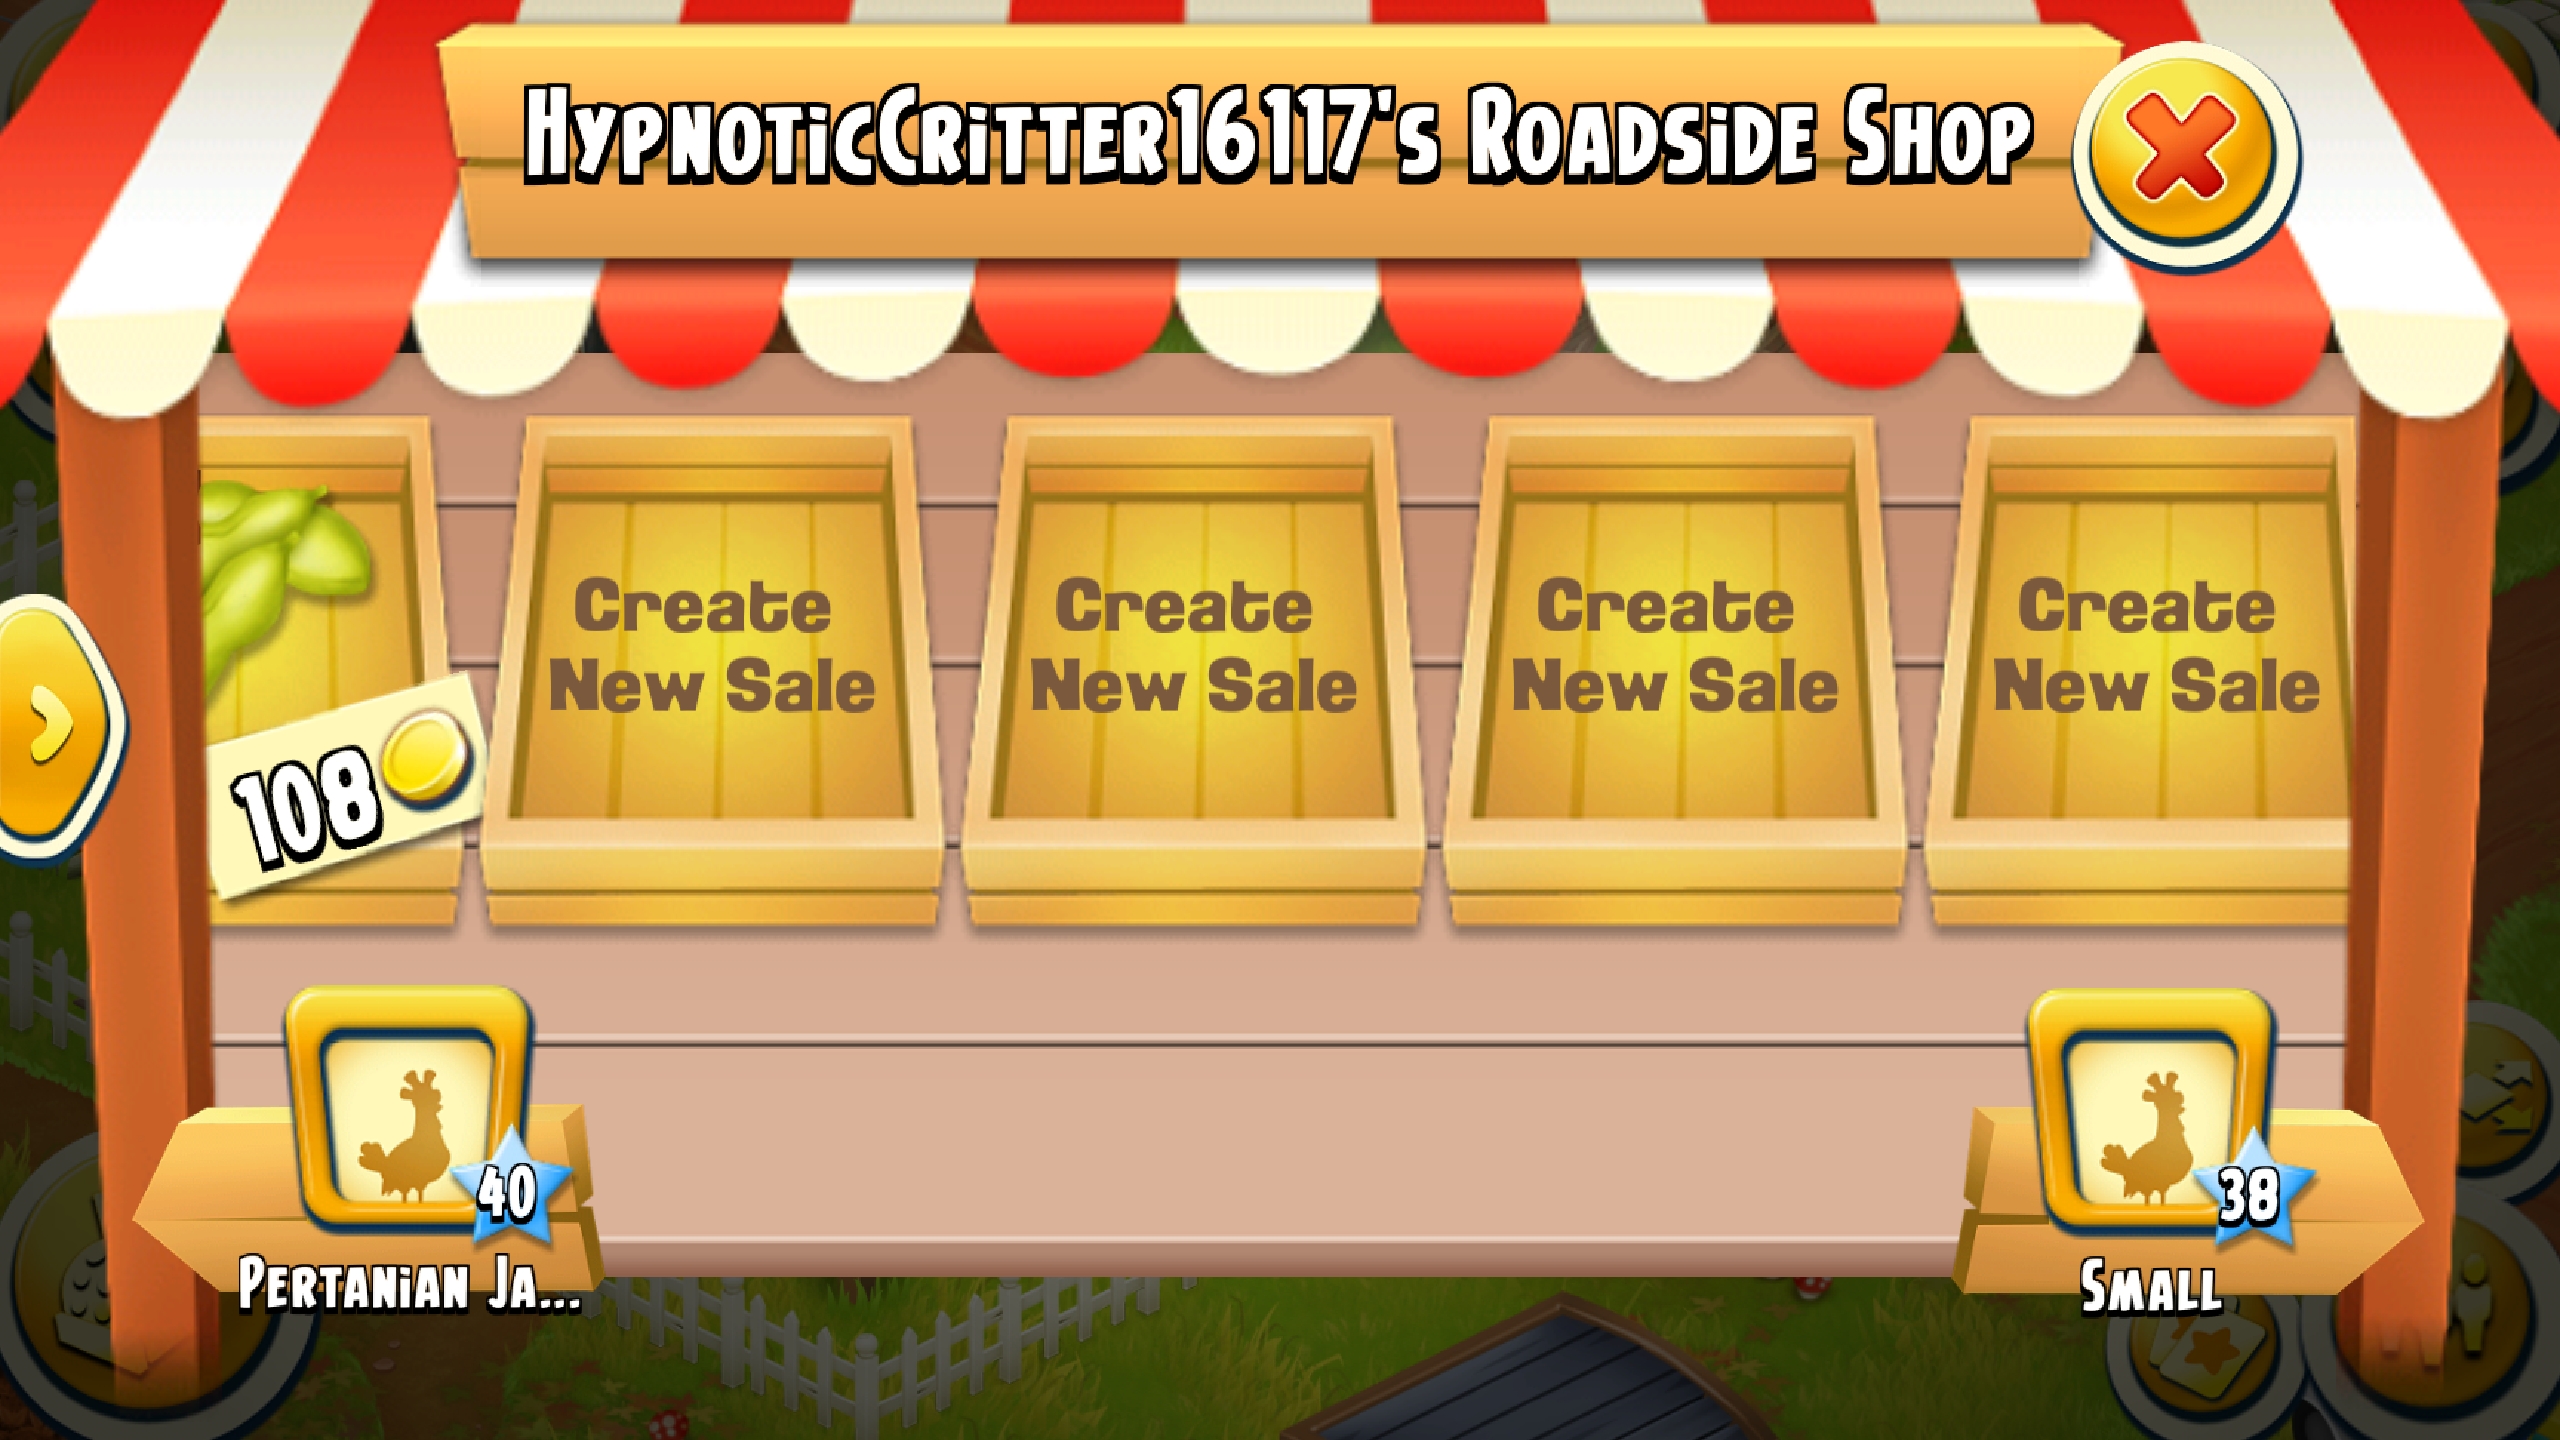 HypnoticCritter16117's Roadside Shop
Create
New Sale
Create
New Sale
Create
New Sale
Create
New Sale
108
40
Pertanian Ja...
38
Small